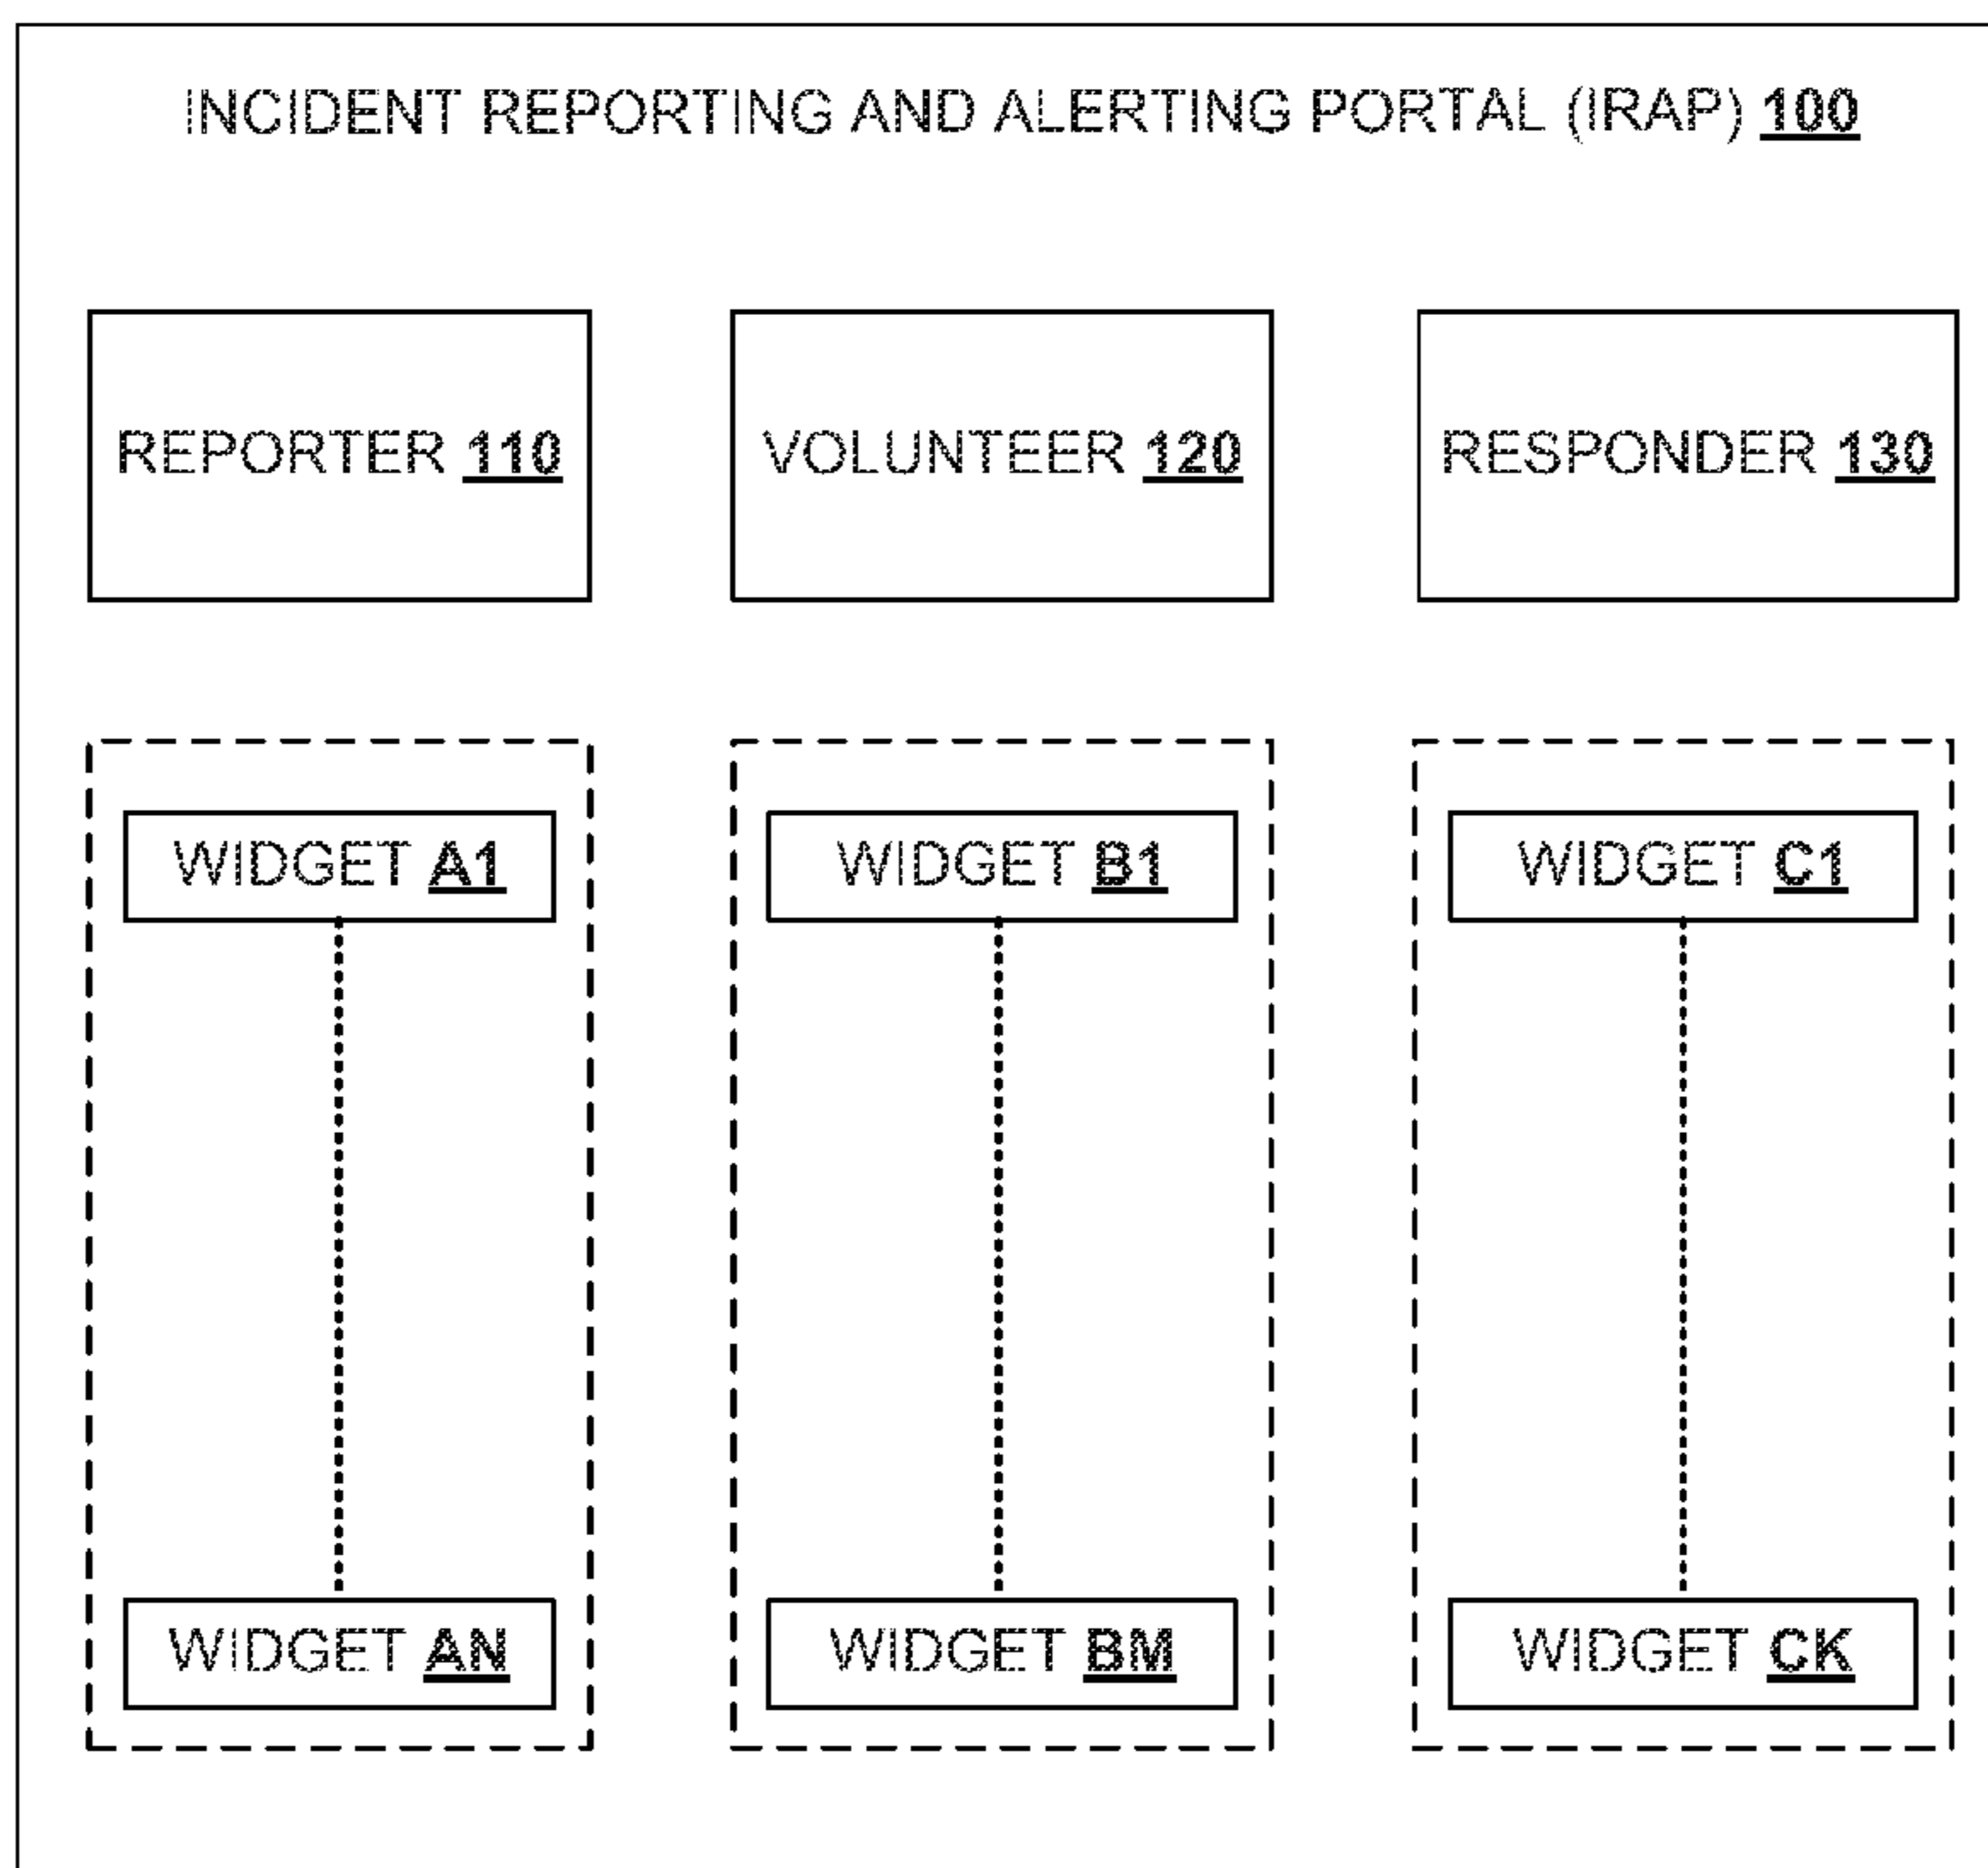 INCIDENT REPORTING AND ALERTING PORTAL (IRAP) 100
REPORTER 110
VOLUNTEER 120
RESPONDER 130
WIDGET A1
WIDGET B1
WIDGET C1
WIDGET AN
WIDGET BM
WIDGET CK